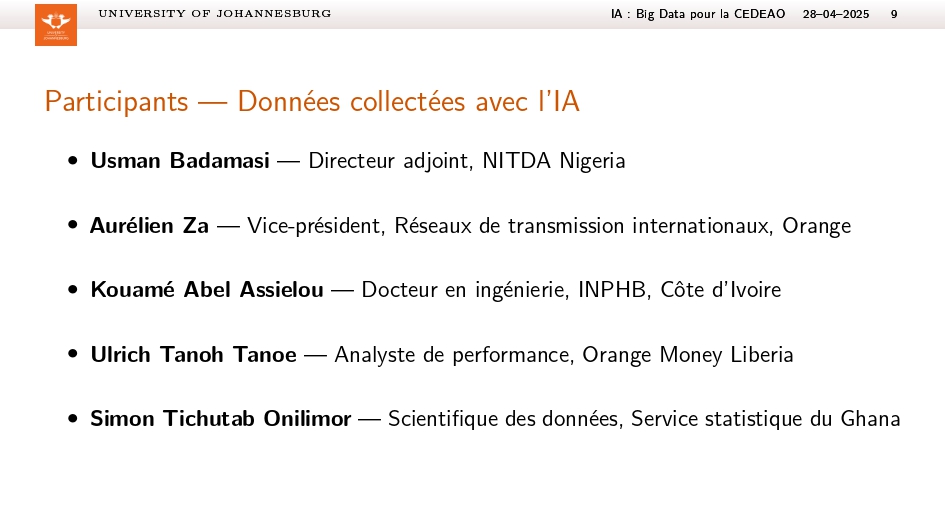 UNIVERSITY OF JOHANNESBURG
IA : Big Data pour la CEDEAO 28–04–2025 9
UNIVERSITY
JOHANNESBURG
Participants — Données collectées avec l'IA
• Usman Badamasi — Directeur adjoint, NITDA Nigeria
• Aurélien Za — Vice-président, Réseaux de transmission internationaux, Orange
• Kouamé Abel Assielou — Docteur en ingénierie, INPHB, Côte d'Ivoire
• Ulrich Tanoh Tanoe — Analyste de performance, Orange Money Liberia
• Simon Tichutab Onilimor — Scientifique des données, Service statistique du Ghana